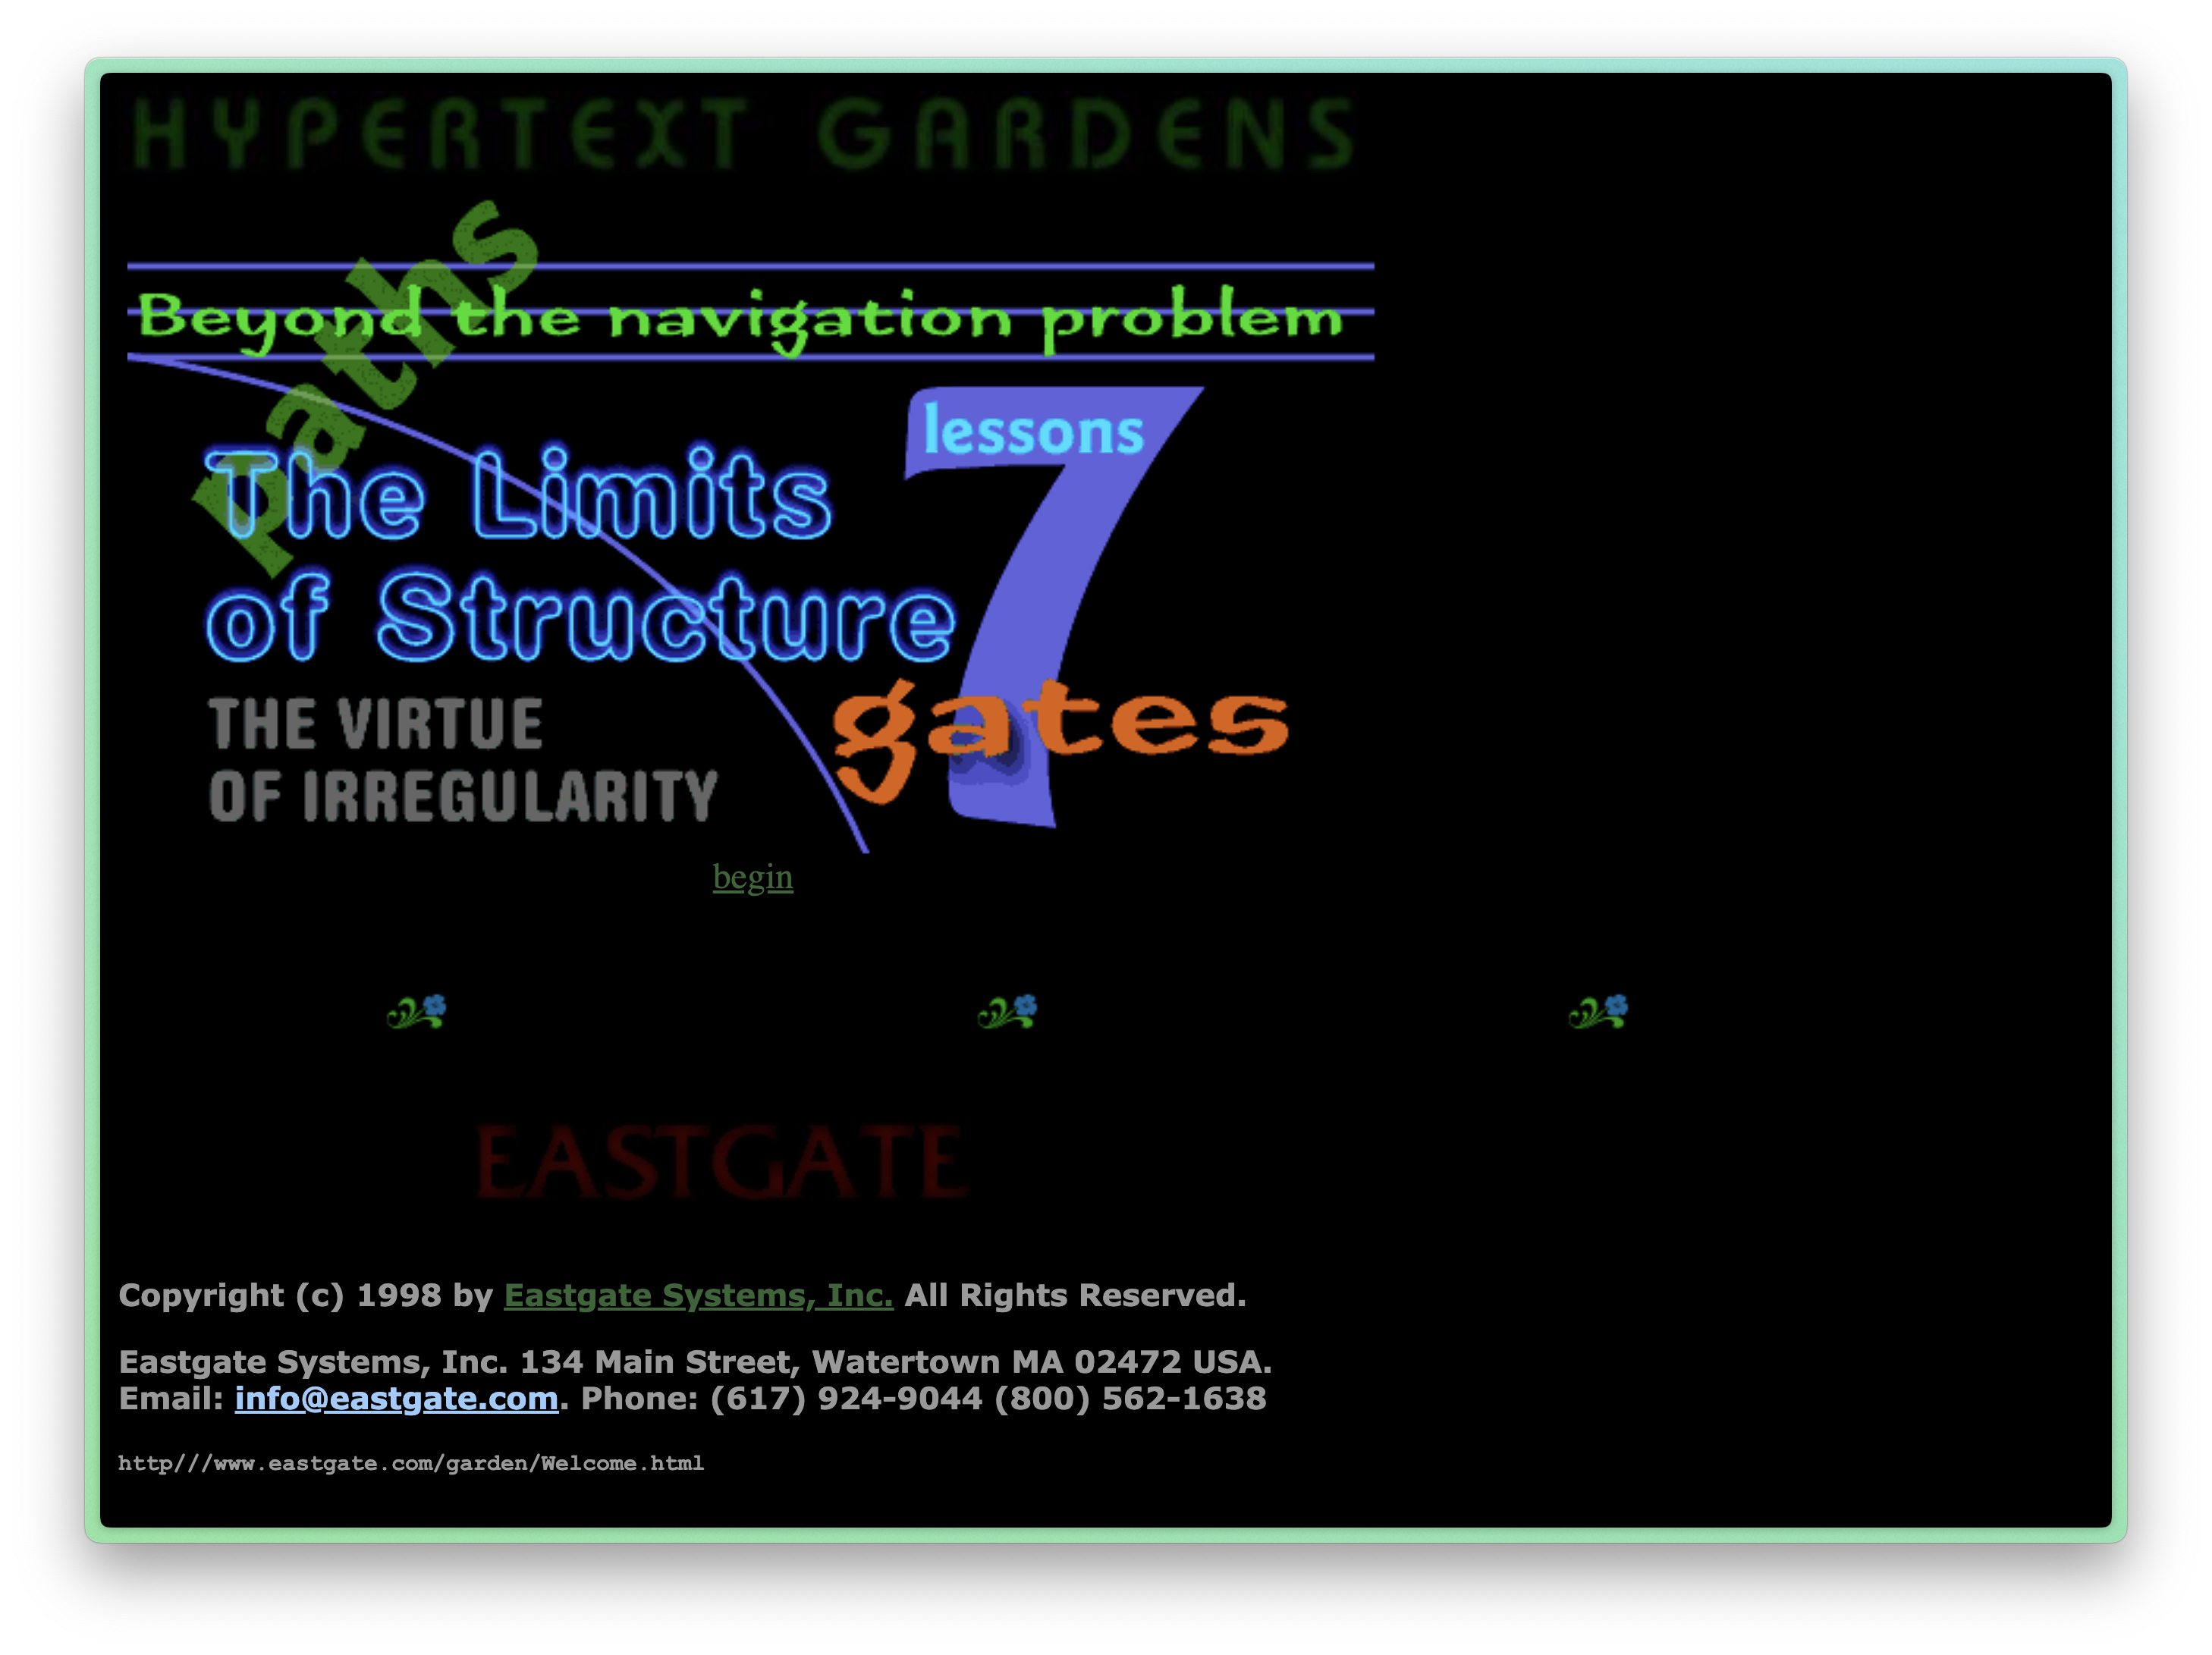 HYPERTEXT GARDENS
paths
Beyond the navigation problem
7
lessons
The Limits
of Structure
gates
THE VIRTUE
OF IRREGULARITY
begin
EASTGATE
Copyright (c) 1998 by Eastgate Systems, Inc. All Rights Reserved.
Eastgate Systems, Inc. 134 Main Street, Watertown MA 02472 USA.
Email: info@eastgate.com. Phone: (617) 924-9044 (800) 562-1638
http///www.eastgate.com/garden/Welcome.html